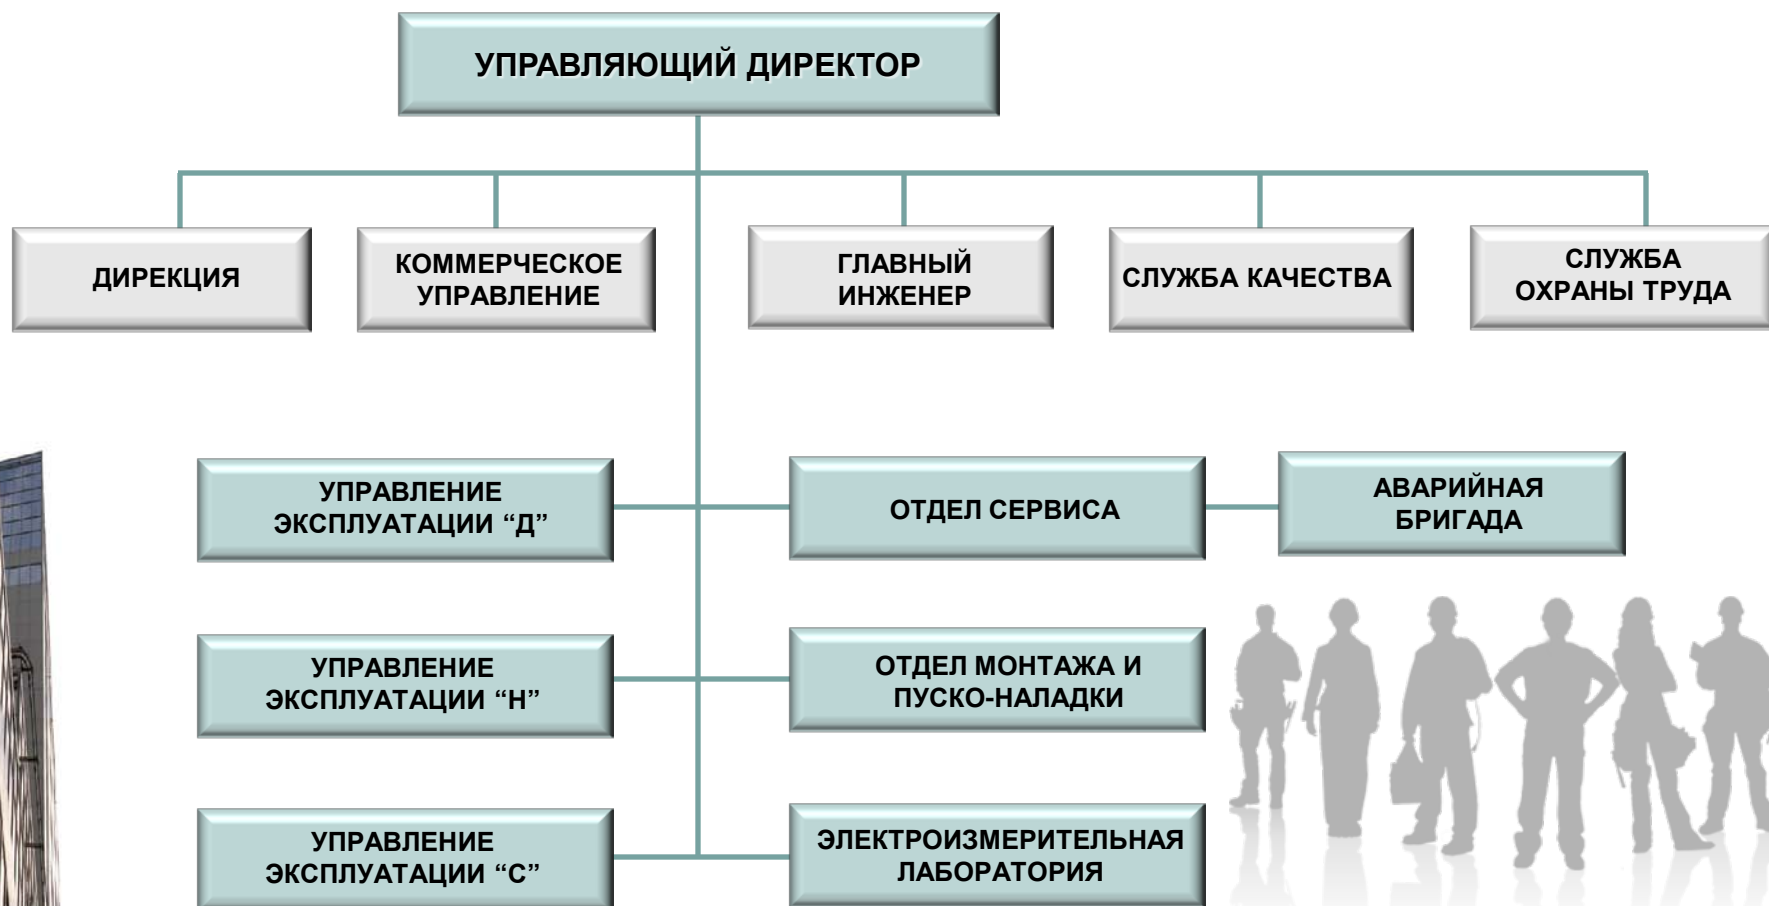 УПРАВЛЯЮЩИЙ ДИРЕКТОР
ДИРЕКЦИЯ
КОММЕРЧЕСКОЕ
УПРАВЛЕНИЕ
ГЛАВНЫЙ
ИНЖЕНЕР
СЛУЖБА КАЧЕСТВА
СЛУЖБА
ОХРАНЫ ТРУДА
УПРАВЛЕНИЕ
ЭКСПЛУАТАЦИИ “Д”
ОТДЕЛ СЕРВИСА
АВАРИЙНАЯ
БРИГАДА
УПРАВЛЕНИЕ
ЭКСПЛУАТАЦИИ “Н”
ОТДЕЛ МОНТАЖА И
ПУСКО-НАЛАДКИ
УПРАВЛЕНИЕ
ЭКСПЛУАТАЦИИ “С”
ЭЛЕКТРОИЗМЕРИТЕЛЬНАЯ
ЛАБОРАТОРИЯ